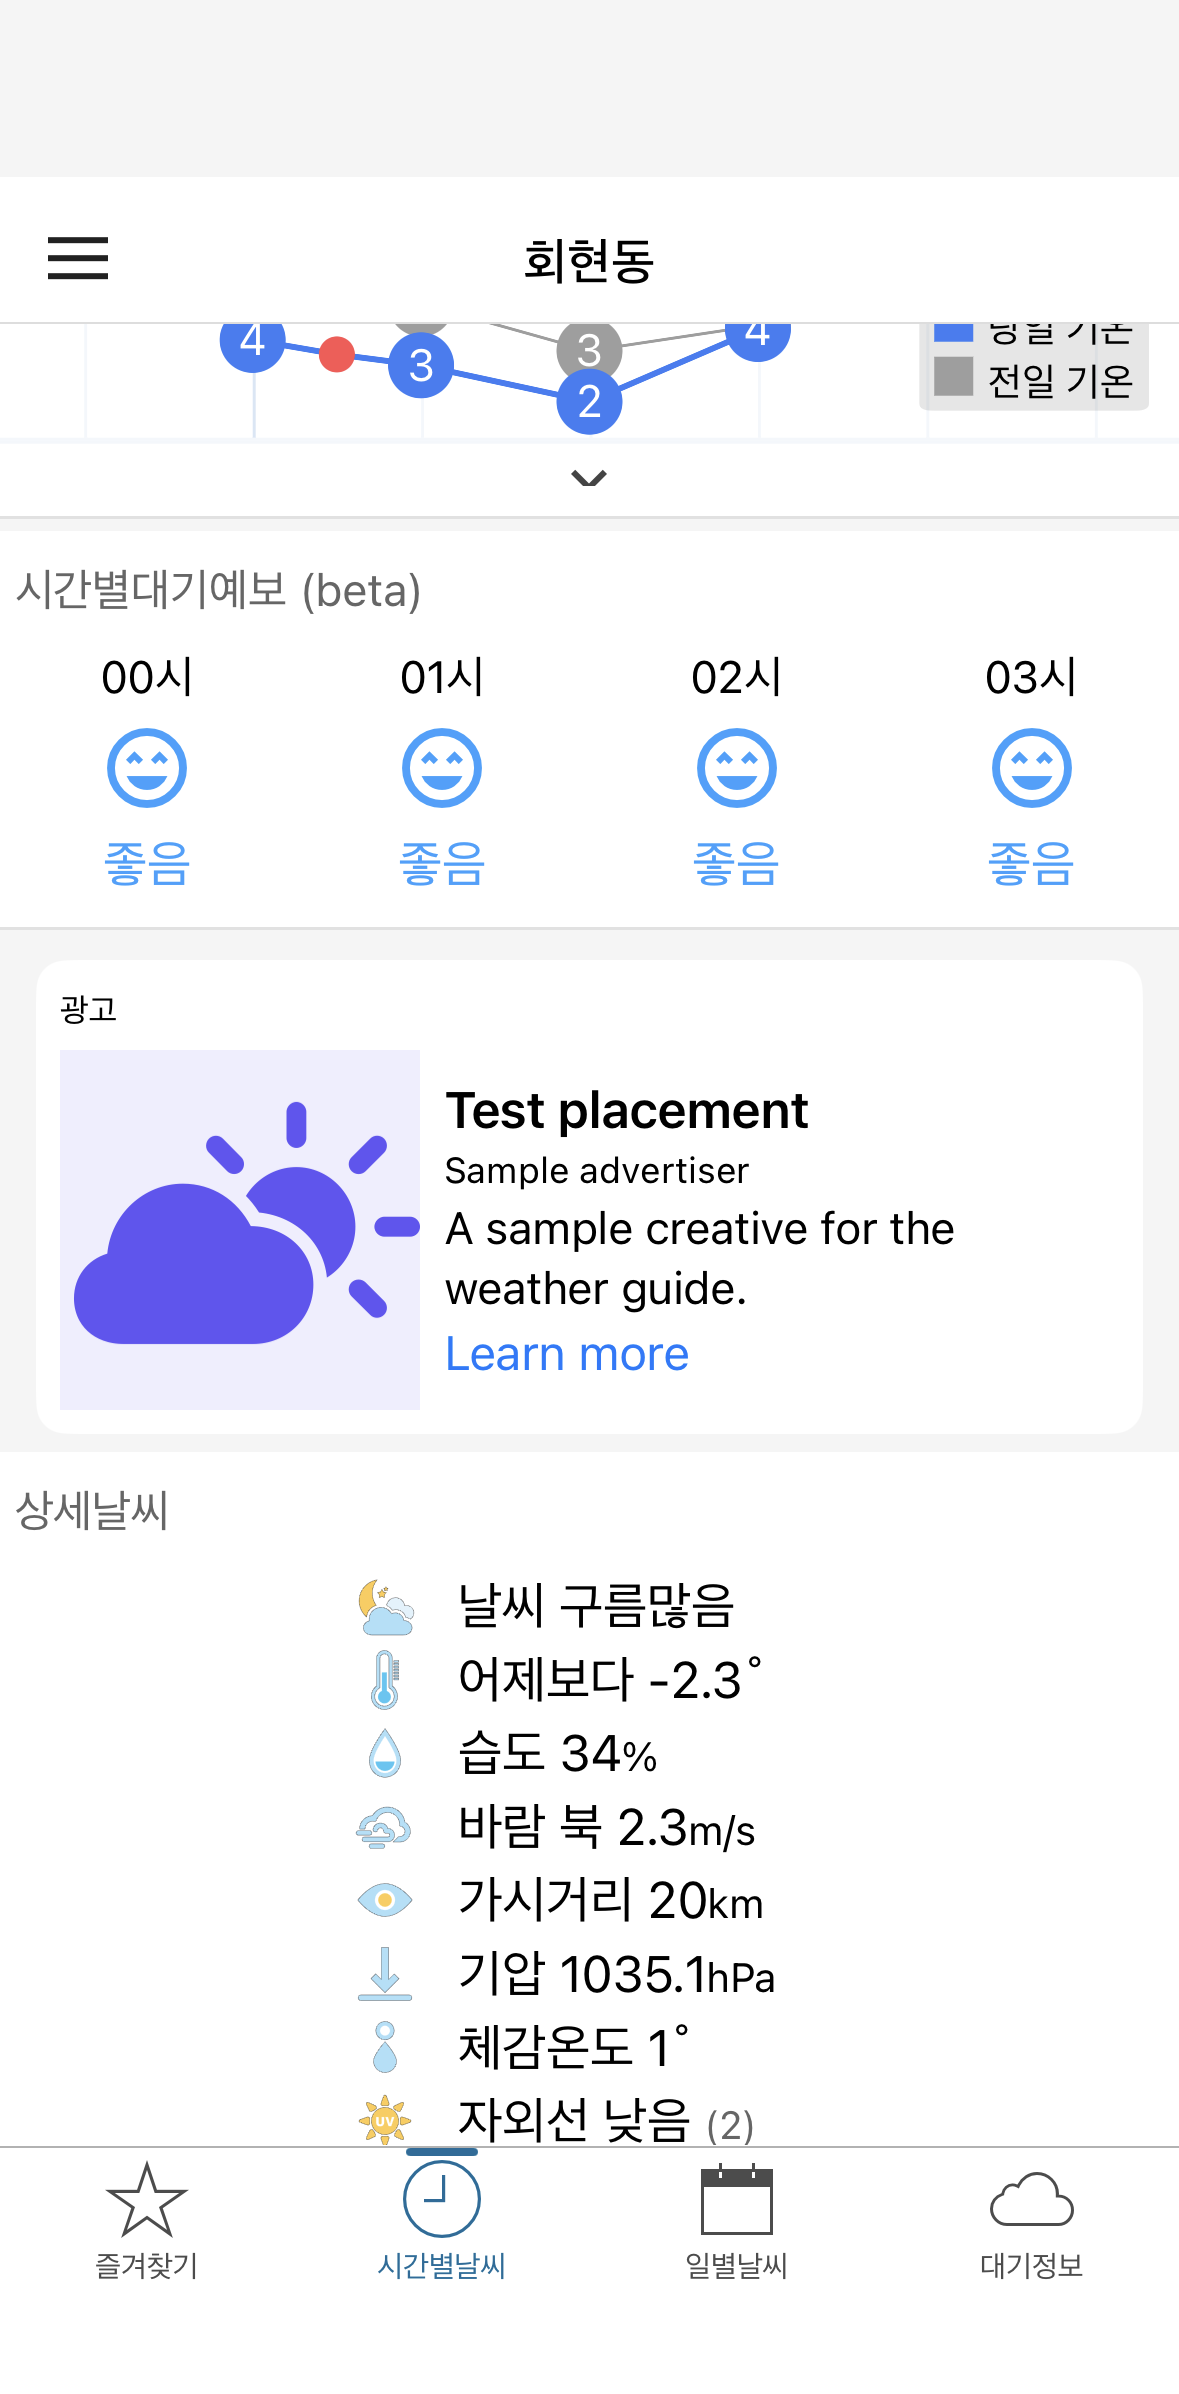 회현동
4
3
3
2
4
당일 기온
전일 기온
시간별대기예보 (beta)
00시
01시
02시
03시
좋음
좋음
좋음
좋음
광고
Test placement
Sample advertiser
A sample creative for the
weather guide.
Learn more
상세날씨
날씨 구름많음
어제보다 -2.3°
습도 34%
바람 북 2.3m/s
가시거리 20km
기압 1035.1hPa
체감온도 1°
UV
자외선 낮음 (2)
즐겨찾기
시간별날씨
일별날씨
대기정보